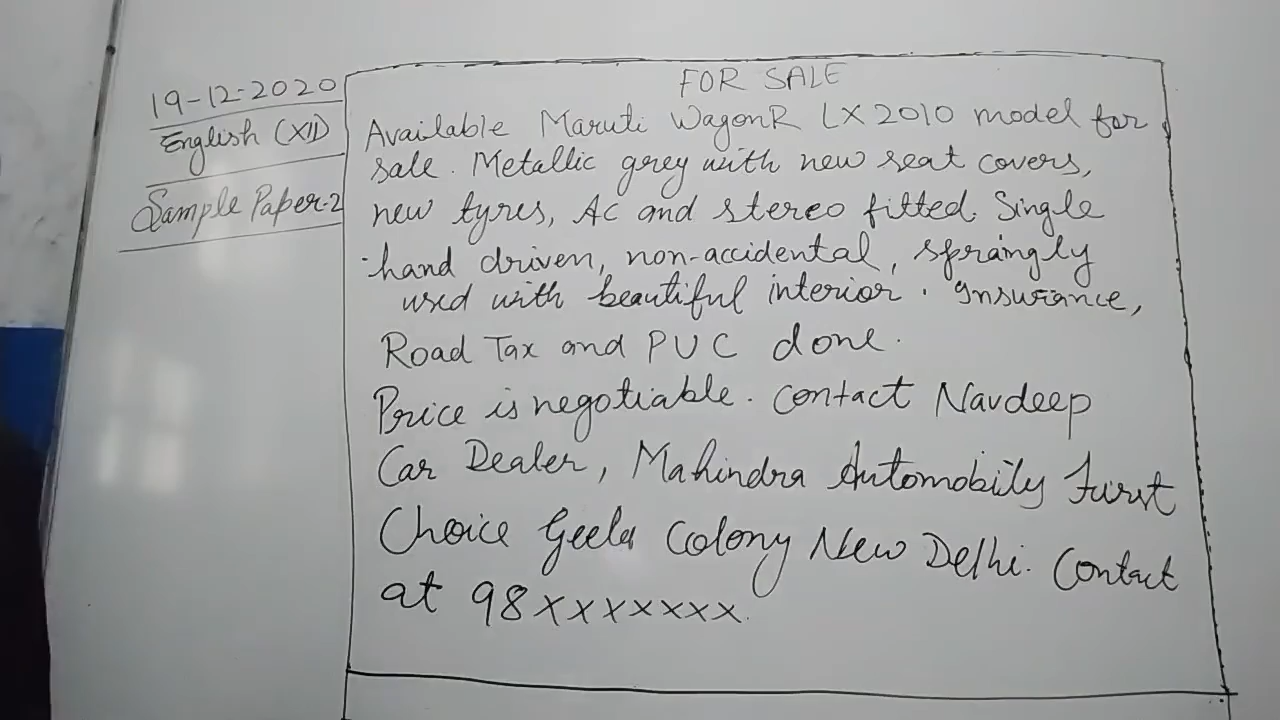 19-12-2020
English (XII)
Sample Paper-2
FOR SALE
Available Maruti WagonR LX 2010 model for
sale. Metallic grey with new seat covers,
new tyres, AC and stereo fitted. Single
hand driven, non-accidental, spraingly
used with beautiful interior. Insurance,
Road Tax and PUC done.
Price is negotiable. Contact Navdeep
Car Dealer, Mahindra Automobily First
Choice Geeta Colony New Delhi. Contact
at 98xxxxxxxx.